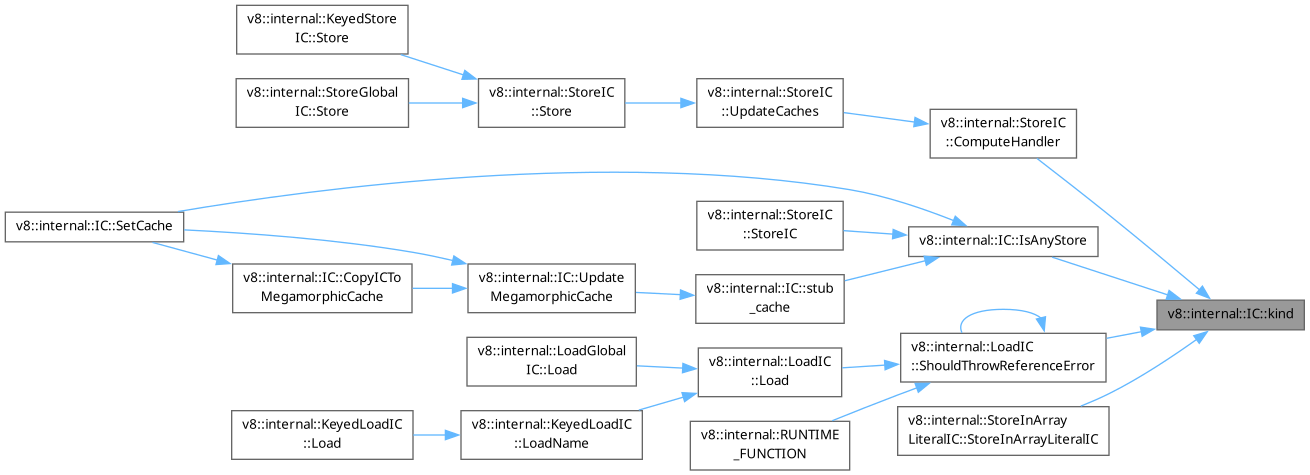 v8::internal::KeyedStore
IC::Store
v8::internal::StoreGlobal
IC::Store
v8::internal::StoreIC
::Store
v8::internal::StoreIC
::UpdateCaches
v8::internal::StoreIC
::ComputeHandler
v8::internal::IC::SetCache
v8::internal::IC::CopyICTo
MegamorphicCache
v8::internal::IC::Update
MegamorphicCache
v8::internal::StoreIC
::StoreIC
v8::internal::IC::stub
_cache
v8::internal::IC::IsAnyStore
v8::internal::IC::kind
v8::internal::LoadGlobal
IC::Load
v8::internal::LoadIC
::Load
v8::internal::LoadIC
::ShouldThrowReferenceError
v8::internal::KeyedLoadIC
::Load
v8::internal::KeyedLoadIC
::LoadName
v8::internal::RUNTIME
_FUNCTION
v8::internal::StoreInArray
LiteralIC::StoreInArrayLiteralIC